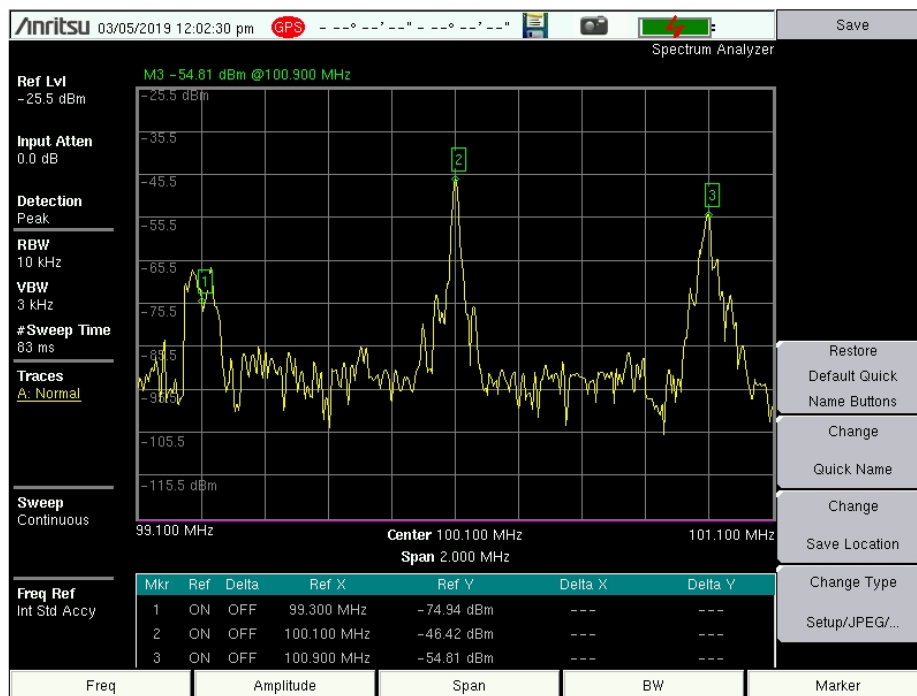 Anritsu 03/05/2019 12:02:30 pm GPS - --° --'--" - --° --'--"
Save
Spectrum Analyzer
M3 -54.81 dBm @100.900 MHz
Ref Lvl
-25.5 dBm
Input Atten
0.0 dB
Detection
Peak
RBW
10 kHz
VBW
3 kHz
#Sweep Time
83 ms
Traces
A: Normal
Sweep
Continuous
Freq Ref
Int Std Accy
-25.5 dBm
-35.5
-45.5
-55.5
-65.5
-75.5
-85.5
-95.5
-105.5
-115.5 dBm
1
2
3
99.100 MHz
Center 100.100 MHz
101.100 MHz
Span 2.000 MHz
Mkr Ref Delta Ref X Ref Y Delta X Delta Y
1 ON OFF 99.300 MHz -74.94 dBm --- ---
2 ON OFF 100.100 MHz -46.42 dBm --- ---
3 ON OFF 100.900 MHz -54.81 dBm --- ---
Restore
Default Quick
Name Buttons
Change
Quick Name
Change
Save Location
Change Type
Setup/JPEG/...
Freq Amplitude Span BW Marker